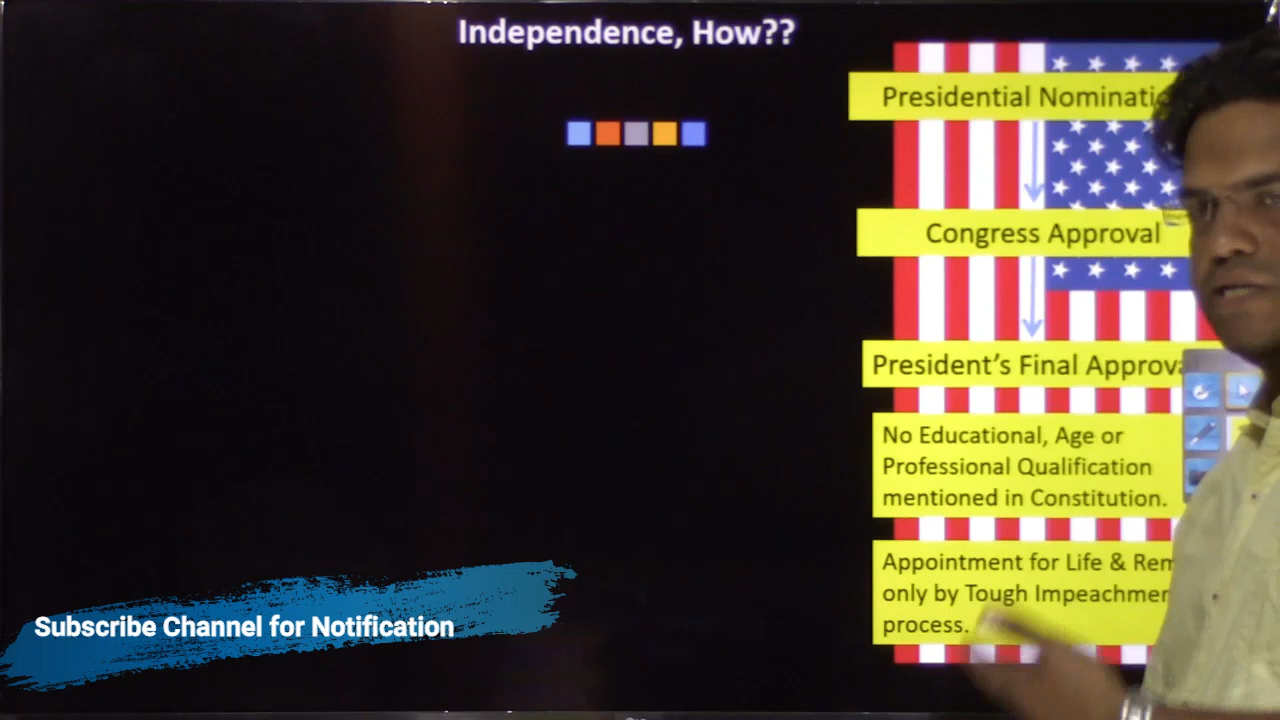 Independence, How??
Presidential Nominatio
Congress Approval
President's Final Approva
No Educational, Age or
Professional Qualification
mentioned in Constitution.
Appointment for Life & Rem
only by Tough Impeachmen
process.
Subscribe Channel for Notification